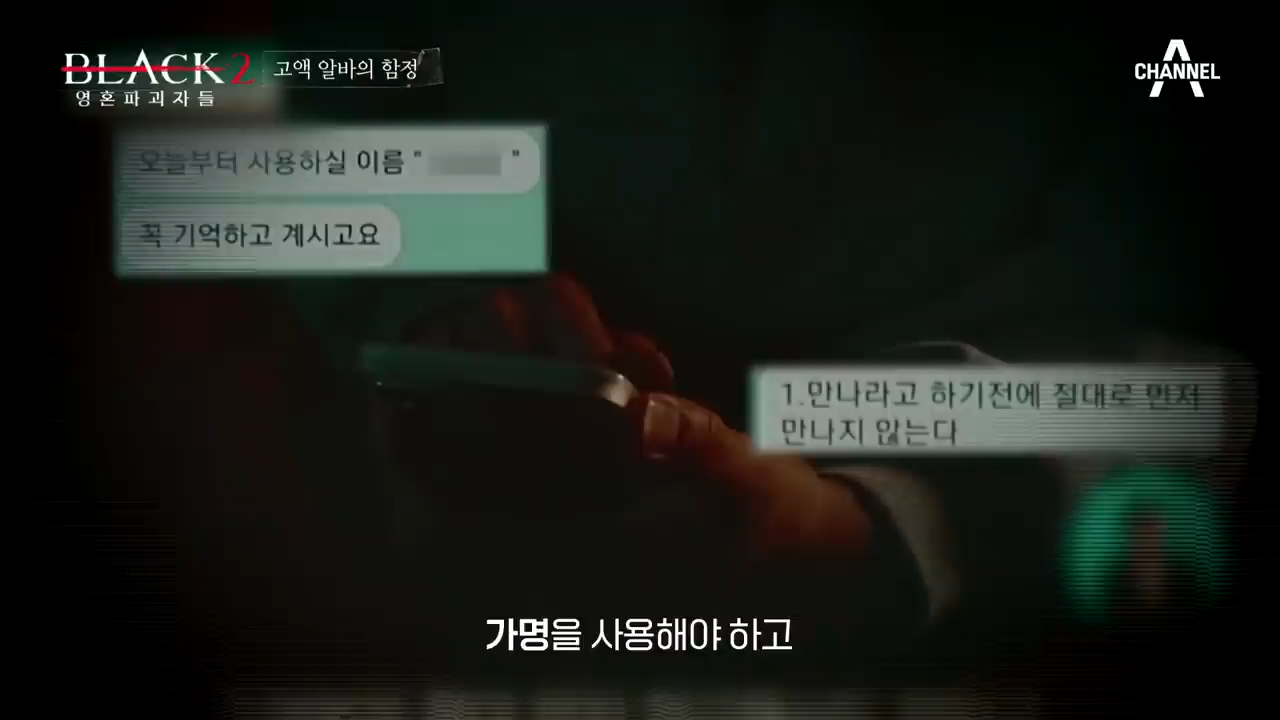 BLACK2
영혼파괴자들
고액 알바의 함정
CHANNEL A
오늘부터 사용하실 이름 " "
꼭 기억하고 계시고요
1.만나라고 하기전에 절대로 먼저
만나지 않는다
가명을 사용해야 하고